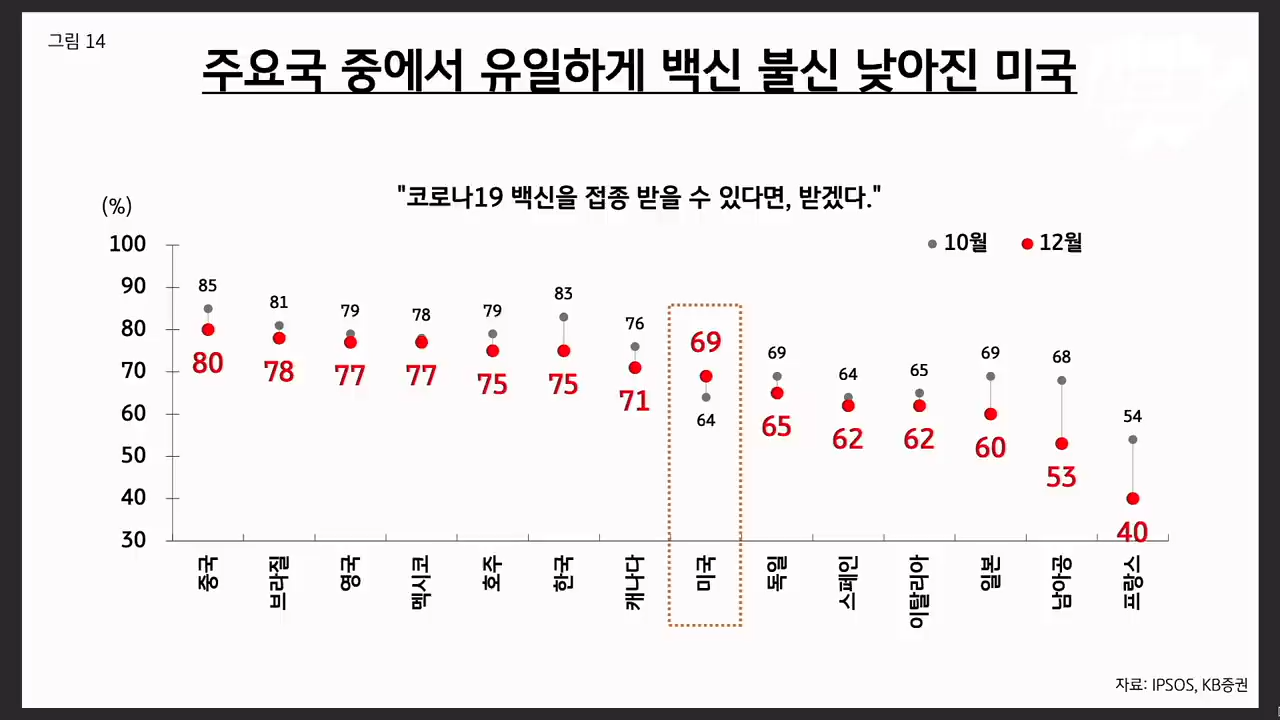 그림 14
주요국 중에서 유일하게 백신 불신 낮아진 미국
"코로나19 백신을 접종 받을 수 있다면, 받겠다."
(%)
10월 12월
100
90
80
70
60
50
40
30
85 81 79 78 79 83 76 69 69 64 65 69 68 54
80 78 77 77 75 75 71 64 65 62 62 60 53 40
중국 브라질 영국 멕시코 호주 한국 캐나다 미국 독일 스페인 이탈리아 일본 남아공 프랑스
자료: IPSOS, KB증권